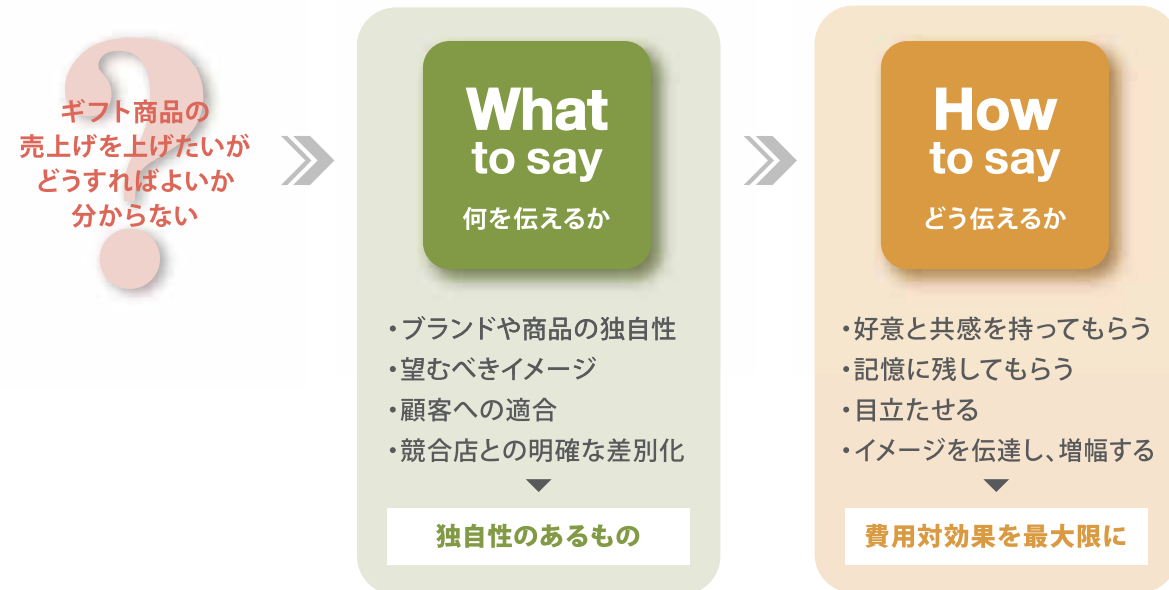 ギフト商品の
売上げを上げたいが
どうすればよいか
分からない
What
to say
何を伝えるか
・ブランドや商品の独自性
・望むべきイメージ
・顧客への適合
・競合店との明確な差別化
独自性のあるもの
How
to say
どう伝えるか
・好意と共感を持ってもらう
・記憶に残してもらう
・目立たせる
・イメージを伝達し、増幅する
費用対効果を最大限に